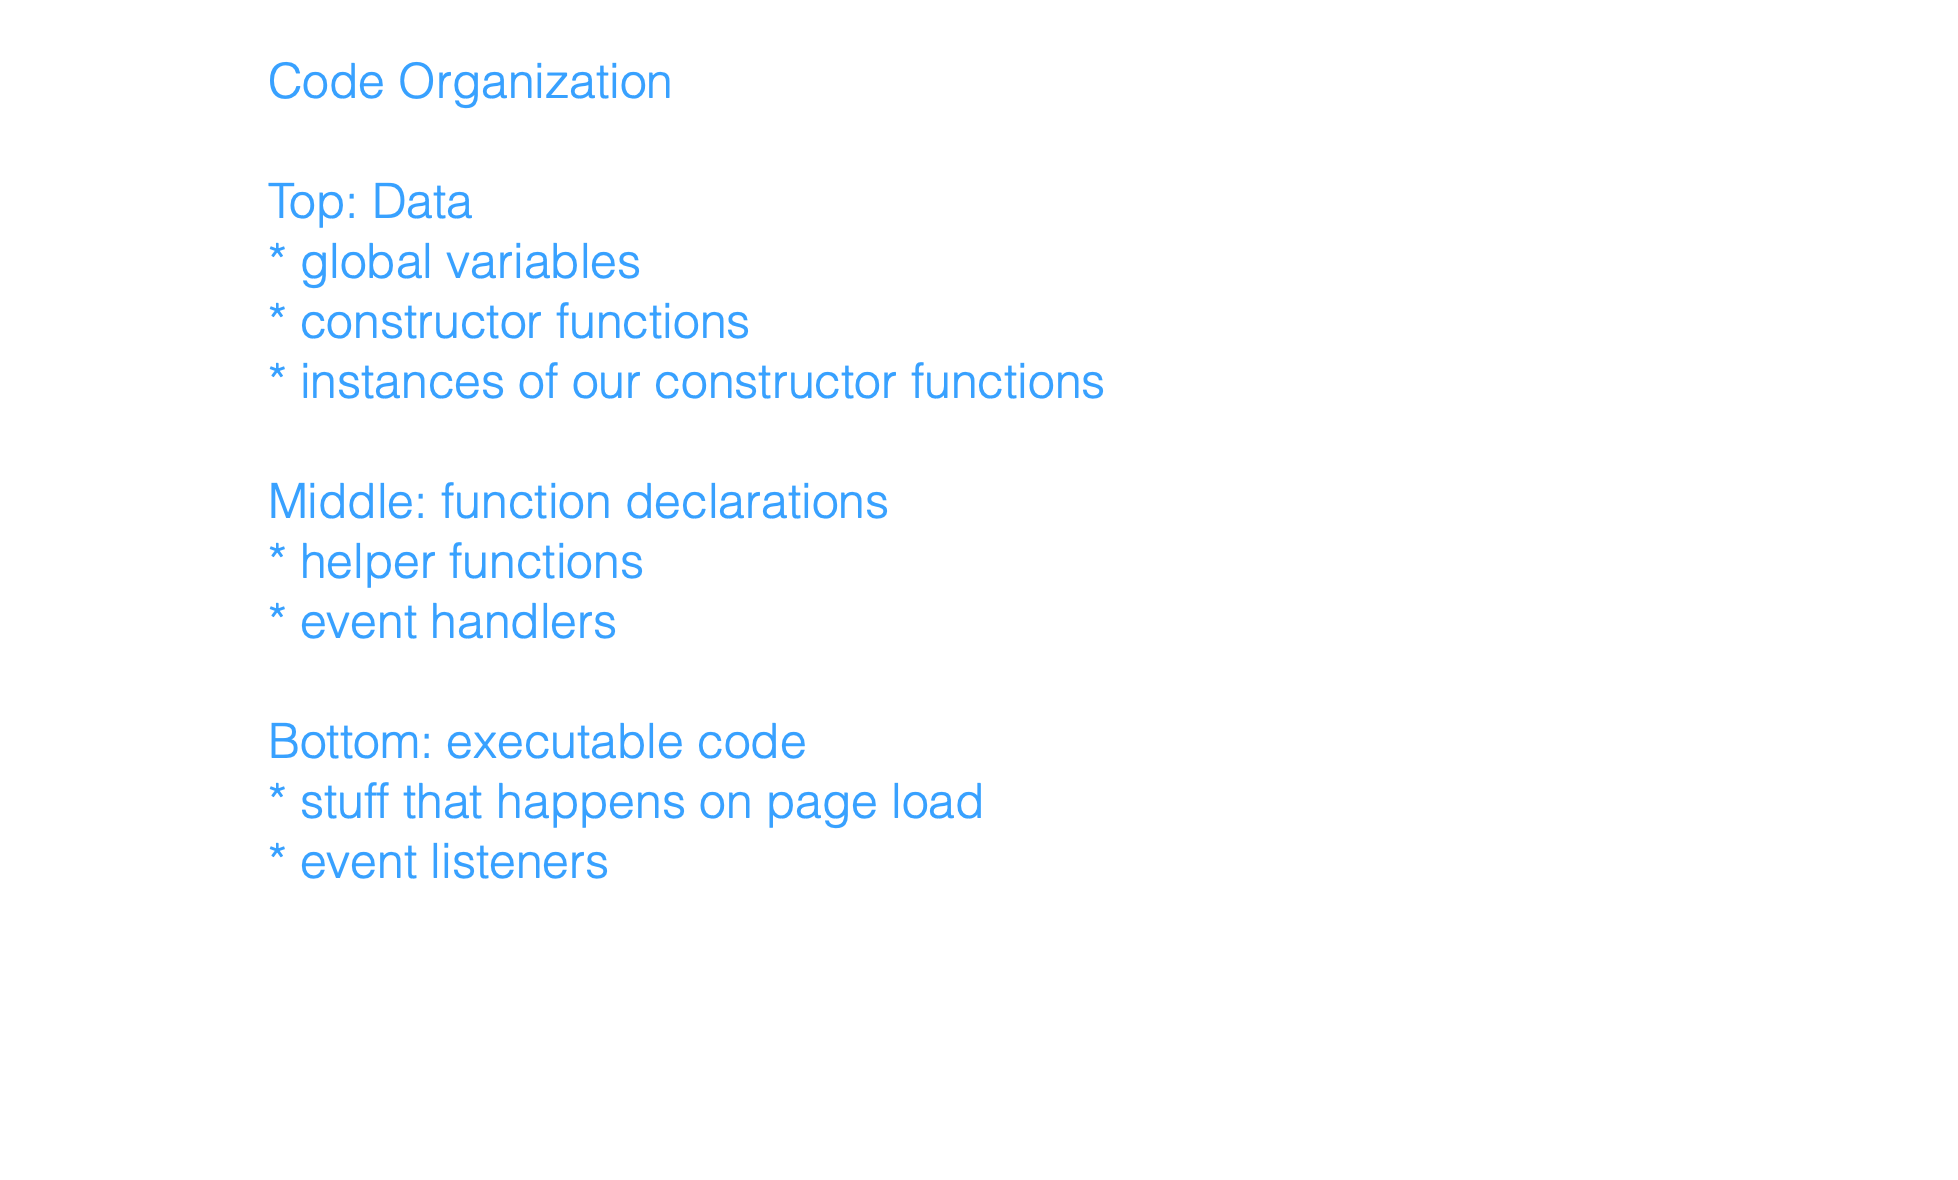 Code Organization
Top: Data
* global variables
* constructor functions
* instances of our constructor functions
Middle: function declarations
* helper functions
* event handlers
Bottom: executable code
* stuff that happens on page load
* event listeners